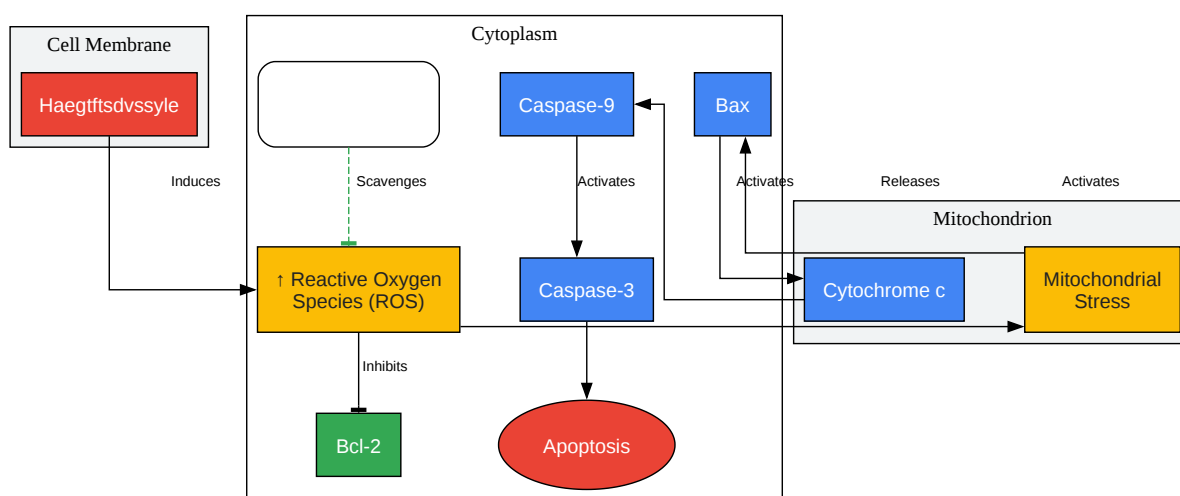 Cell Membrane
Haegtftsdvssyle
Cytoplasm
Caspase-9
Bax
Induces
Scavenges
Activates
Activates
Releases
Activates
Mitochondrion
↑ Reactive Oxygen
Species (ROS)
Caspase-3
Cytochrome c
Mitochondrial
Stress
Inhibits
Bcl-2
Apoptosis